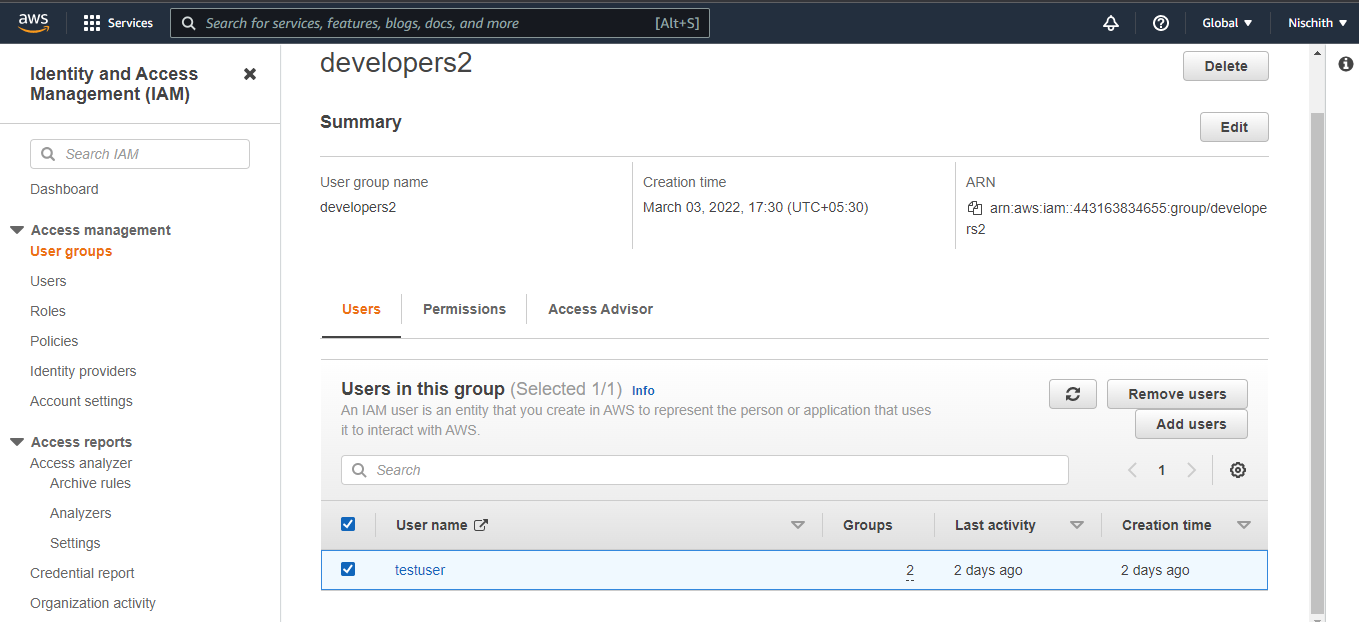 aws
Services
Search for services, features, blogs, docs, and more
[Alt+S]
Global ▼
Nischith ▼
Identity and Access
Management (IAM)
Search IAM
Dashboard
Access management
User groups
Users
Roles
Policies
Identity providers
Account settings
Access reports
Access analyzer
Archive rules
Analyzers
Settings
Credential report
Organization activity
developers2
Delete
Summary
Edit
User group name
developers2
Creation time
March 03, 2022, 17:30 (UTC+05:30)
ARN
arn:aws:iam::443163834655:group/develope
rs2
Users
Permissions
Access Advisor
Users in this group (Selected 1/1) Info
An IAM user is an entity that you create in AWS to represent the person or application that uses
it to interact with AWS.
Remove users
Add users
Search
1
User name
Groups
Last activity
Creation time
testuser
2
2 days ago
2 days ago